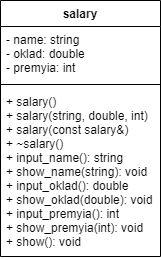 salary
- name: string
- oklad: double
- premyia: int
+ salary()
+ salary(string, double, int)
+ salary(const salary&)
+ ~salary()
+ input_name(): string
+ show_name(string): void
+ input_oklad(): double
+ show_oklad(double): void
+ input_premyia(): int
+ show_premyia(int): void
+ show(): void